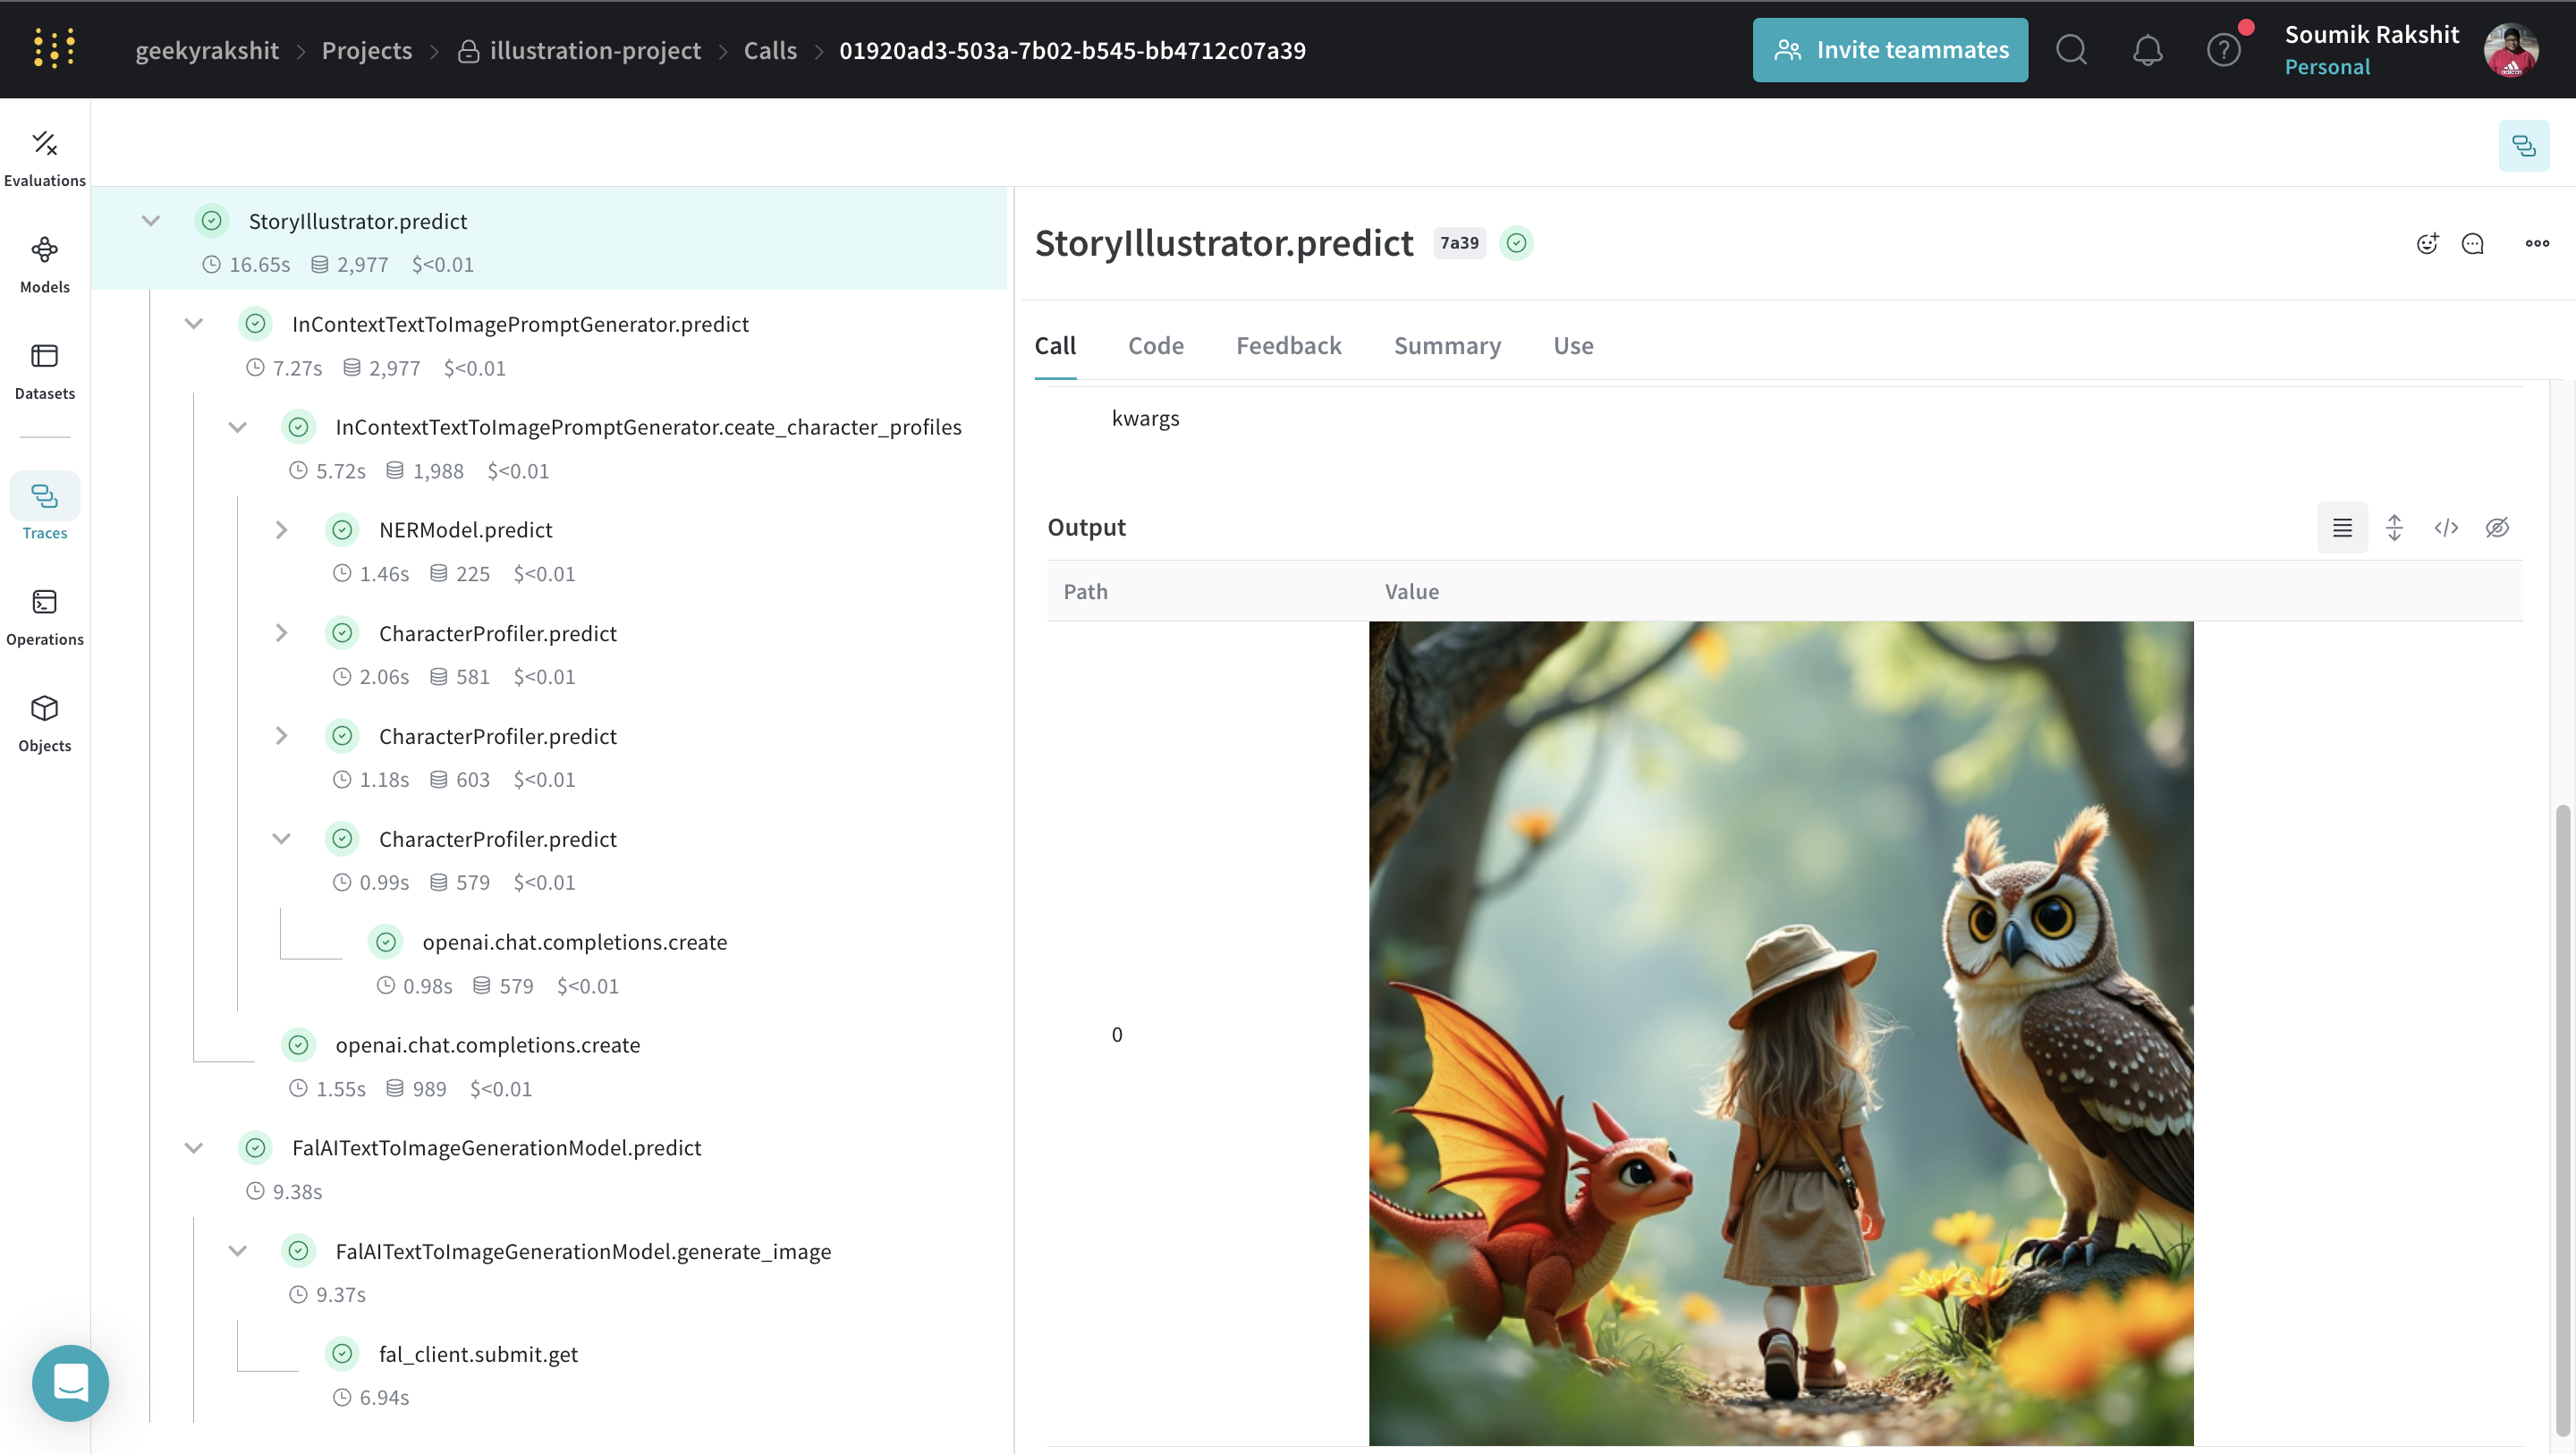 geekyrakshit > Projects > illustration-project > Calls > 01920ad3-503a-7b02-b545-bb4712c07a39
Invite teammates
Soumik Rakshit
Personal
Evaluations
Models
Datasets
Traces
Operations
Objects
StoryIllustrator.predict
16.65s 2,977 $<0.01
InContextTextToImagePromptGenerator.predict
7.27s 2,977 $<0.01
InContextTextToImagePromptGenerator.ceate_character_profiles
5.72s 1,988 $<0.01
NERModel.predict
1.46s 225 $<0.01
CharacterProfiler.predict
2.06s 581 $<0.01
CharacterProfiler.predict
1.18s 603 $<0.01
CharacterProfiler.predict
0.99s 579 $<0.01
openai.chat.completions.create
0.98s 579 $<0.01
openai.chat.completions.create
1.55s 989 $<0.01
FalAITextToImageGenerationModel.predict
9.38s
FalAITextToImageGenerationModel.generate_image
9.37s
fal_client.submit.get
6.94s
StoryIllustrator.predict 7a39
Call Code Feedback Summary Use
kwargs
Output
Path Value
0